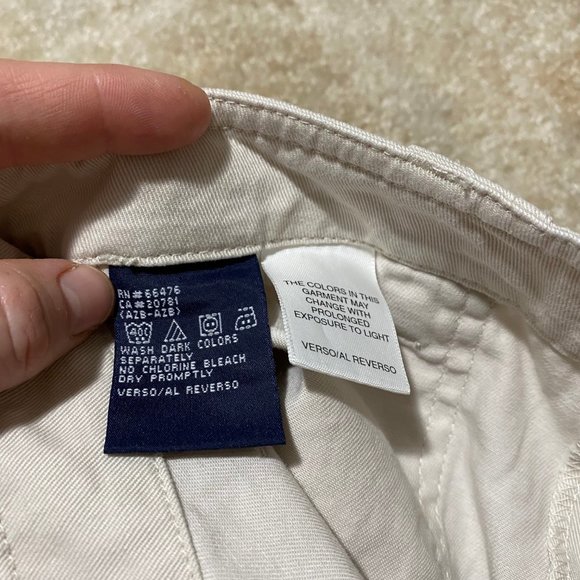 RN# 66476
CA# 20781
(AZB-AZB)
40
WASH DARK COLORS
SEPARATELY
NO CHLORINE BLEACH
DRY PROMPTLY
VERSO/AL REVERSO
THE COLORS IN THIS
GARMENT MAY
CHANGE WITH
PROLONGED
EXPOSURE TO LIGHT
VERSO/AL REVERSO